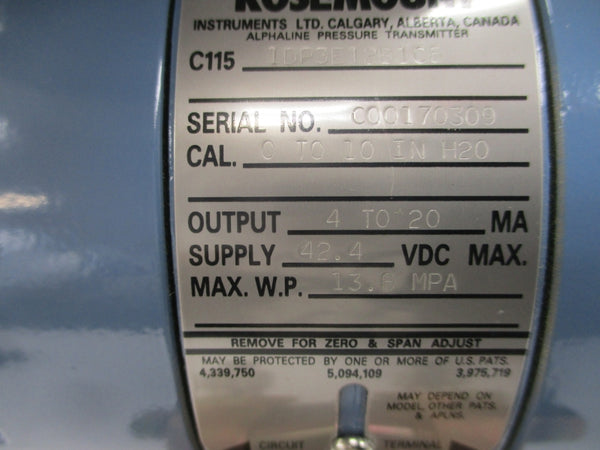 ROSEMOUNT
INSTRUMENTS LTD. CALGARY, ALBERTA, CANADA
ALPHALINE PRESSURE TRANSMITTER
C115
SERIAL NO. C00170309
CAL. 0 TO 10 IN H2O
OUTPUT 4 TO 20 MA
SUPPLY 42.4 VDC MAX.
MAX. W.P. 13.8 MPA
REMOVE FOR ZERO & SPAN ADJUST
MAY BE PROTECTED BY ONE OR MORE OF U.S. PATS.
4,339,750 5,094,109 3,975,719
MAY DEPEND ON
MODEL, OTHER PATS.
& APLNS.
CIRCUIT TERMINAL